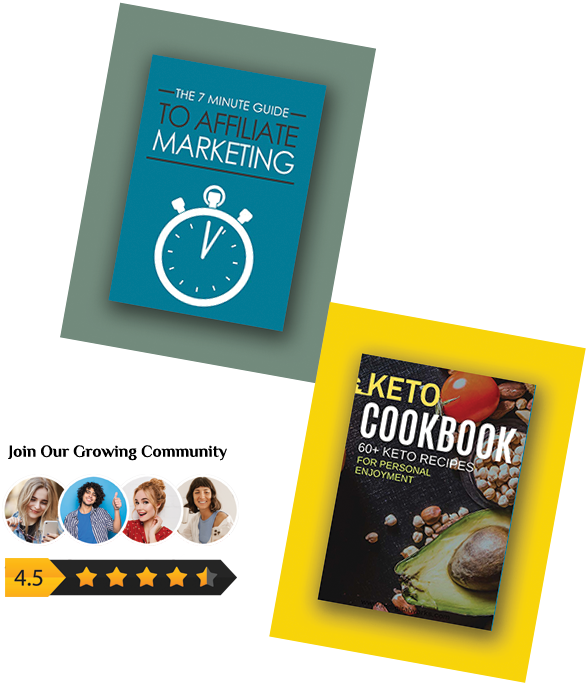 THE 7 MINUTE GUIDE
TO AFFILIATE
MARKETING
KETO
COOKBOOK
60+ KETO RECIPES
FOR PERSONAL
ENJOYMENT
Join Our Growing Community
4.5